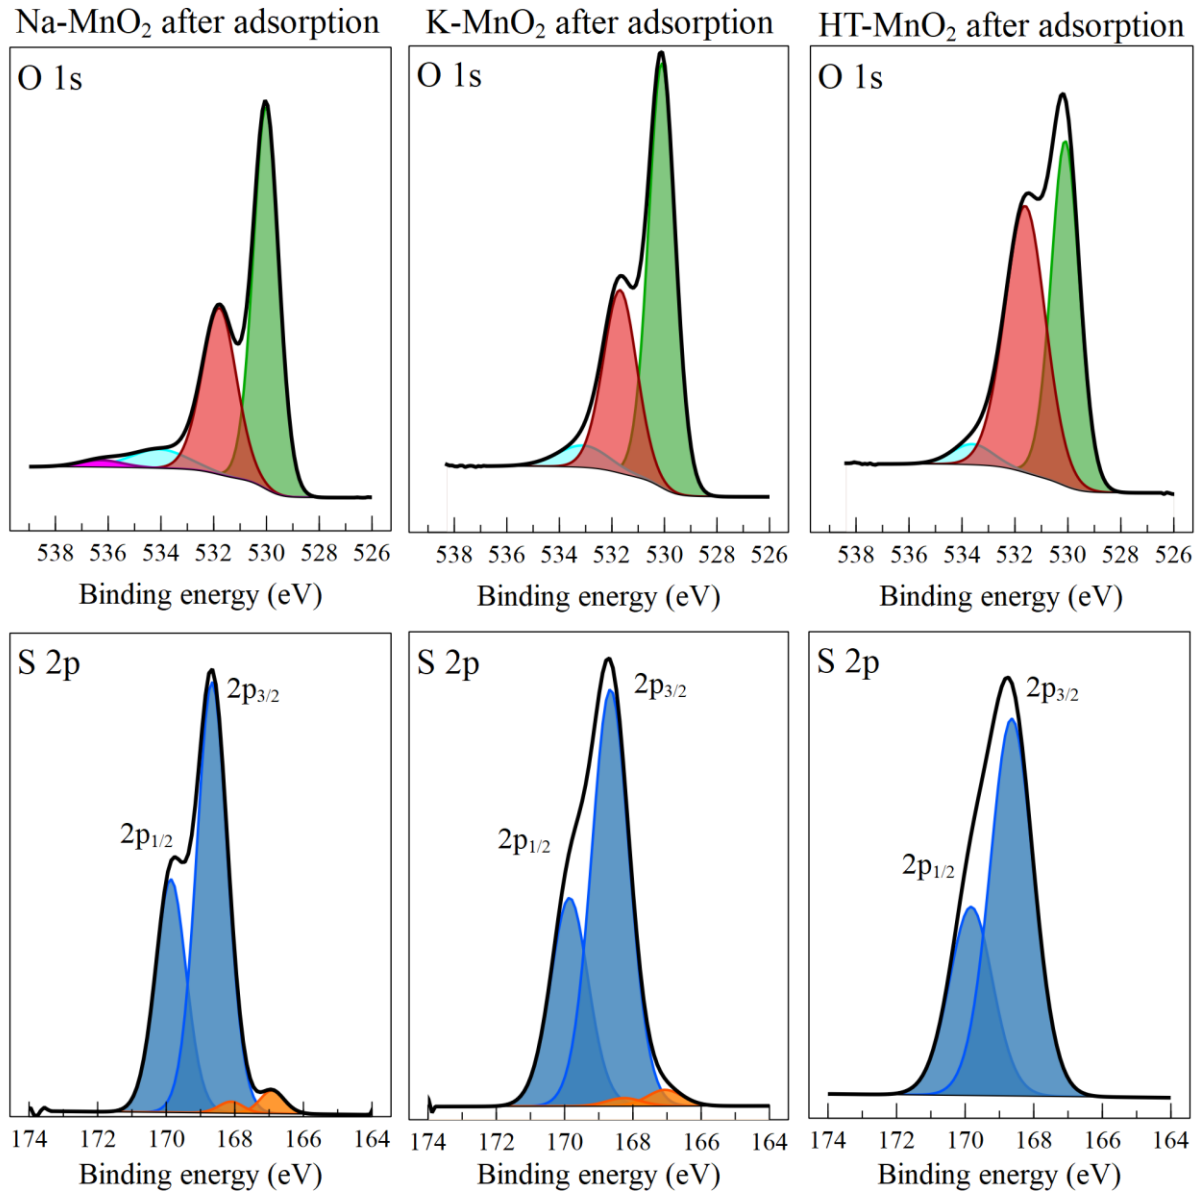 Na-MnO₂ after adsorption
K-MnO₂ after adsorption
HT-MnO₂ after adsorption
O 1s
O 1s
O 1s
538 536 534 532 530 528 526
538 536 534 532 530 528 526
538 536 534 532 530 528 526
Binding energy (eV)
Binding energy (eV)
Binding energy (eV)
S 2p
S 2p
S 2p
2p₃/₂
2p₃/₂
2p₃/₂
2p₁/₂
2p₁/₂
2p₁/₂
174 172 170 168 166 164
174 172 170 168 166 164
174 172 170 168 166 164
Binding energy (eV)
Binding energy (eV)
Binding energy (eV)